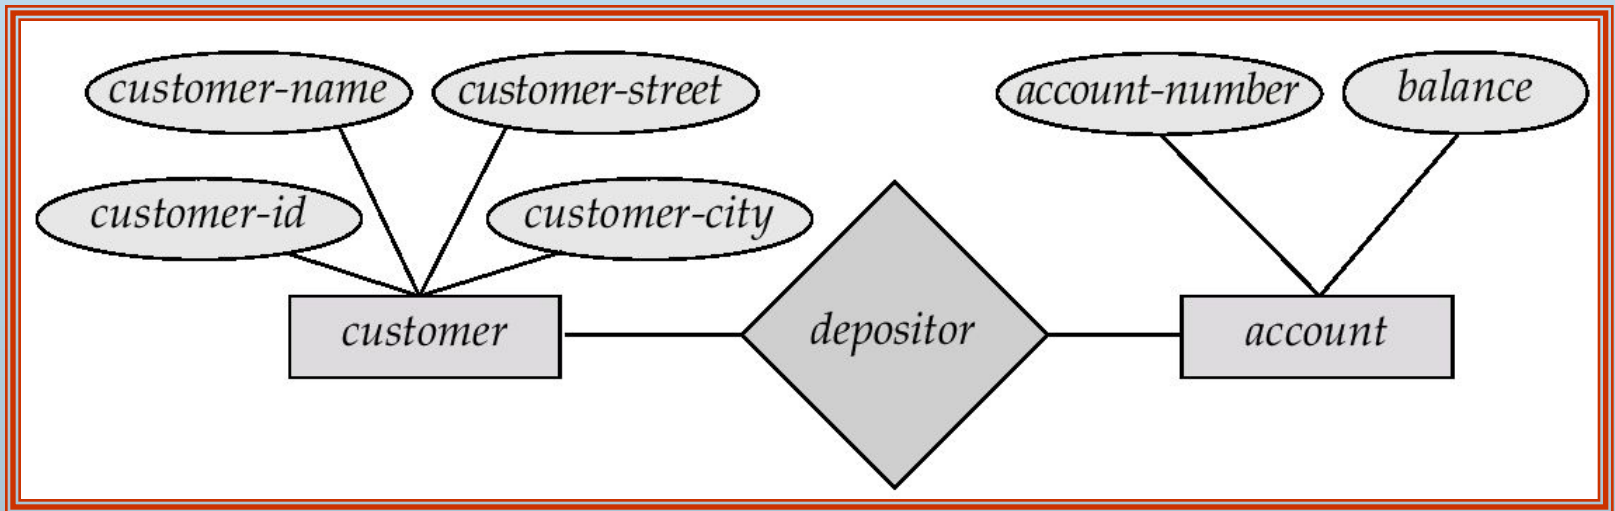 customer-name
customer-street
account-number
balance
customer-id
customer-city
customer
depositor
account